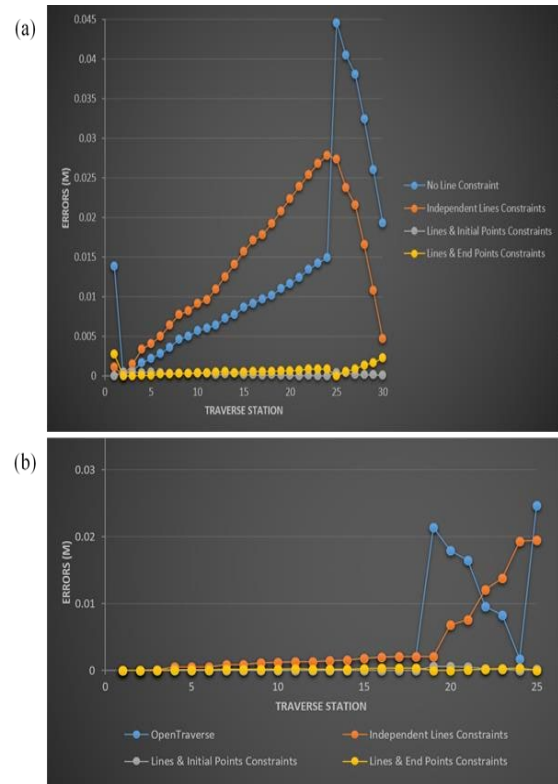 (a)
0.045
0.04
0.035
0.03
0.025
0.02
0.015
0.01
0.005
0
ERRORS (M)
0 5 10 15 20 25 30
TRAVERSE STATION
No Line Constraint
Independent Lines Constraints
Lines & Initial Points Constraints
Lines & End Points Constraints
(b)
0.03
0.02
0.01
0
ERRORS (M)
0 5 10 15 20 25
TRAVERSE STATION
OpenTraverse
Independent Lines Constraints
Lines & Initial Points Constraints
Lines & End Points Constraints